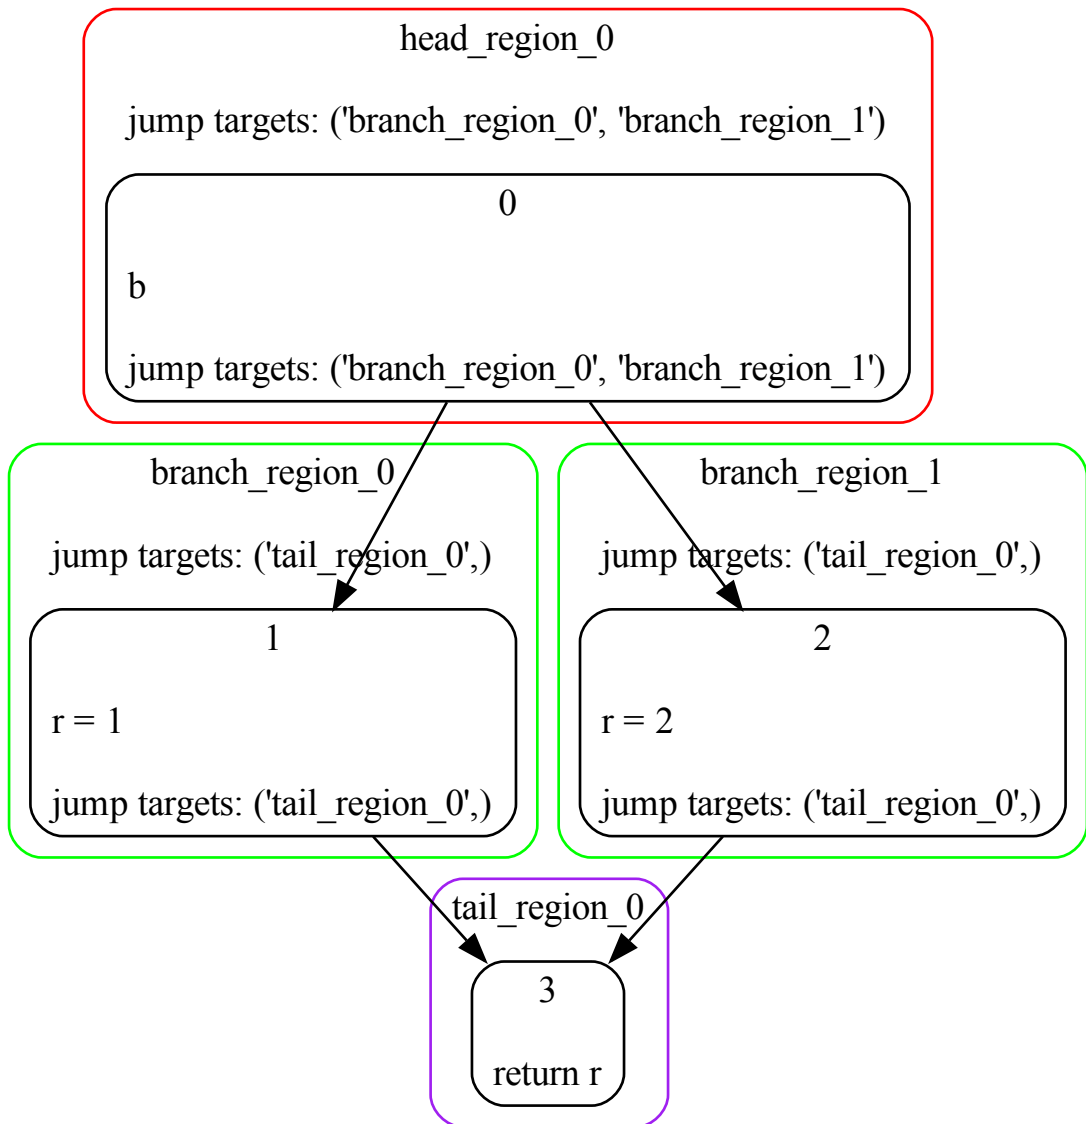 head_region_0
jump targets: ('branch_region_0', 'branch_region_1')
0
b
jump targets: ('branch_region_0', 'branch_region_1')
branch_region_0
jump targets: ('tail_region_0',)
1
r = 1
jump targets: ('tail_region_0',)
branch_region_1
jump targets: ('tail_region_0',)
2
r = 2
jump targets: ('tail_region_0',)
tail_region_0
3
return r